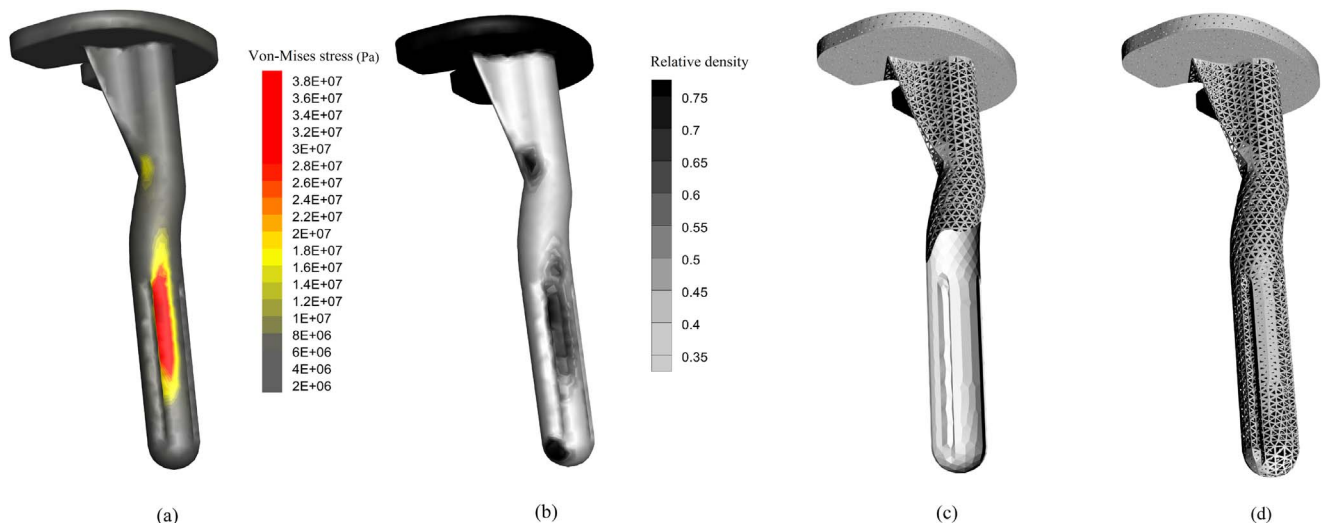 Von-Mises stress (Pa)
3.8E+07
3.6E+07
3.4E+07
3.2E+07
3E+07
2.8E+07
2.6E+07
2.4E+07
2.2E+07
2E+07
1.8E+07
1.6E+07
1.4E+07
1.2E+07
1E+07
8E+06
6E+06
4E+06
2E+06
Relative density
0.75
0.7
0.65
0.6
0.55
0.5
0.45
0.4
0.35
(a)
(b)
(c)
(d)